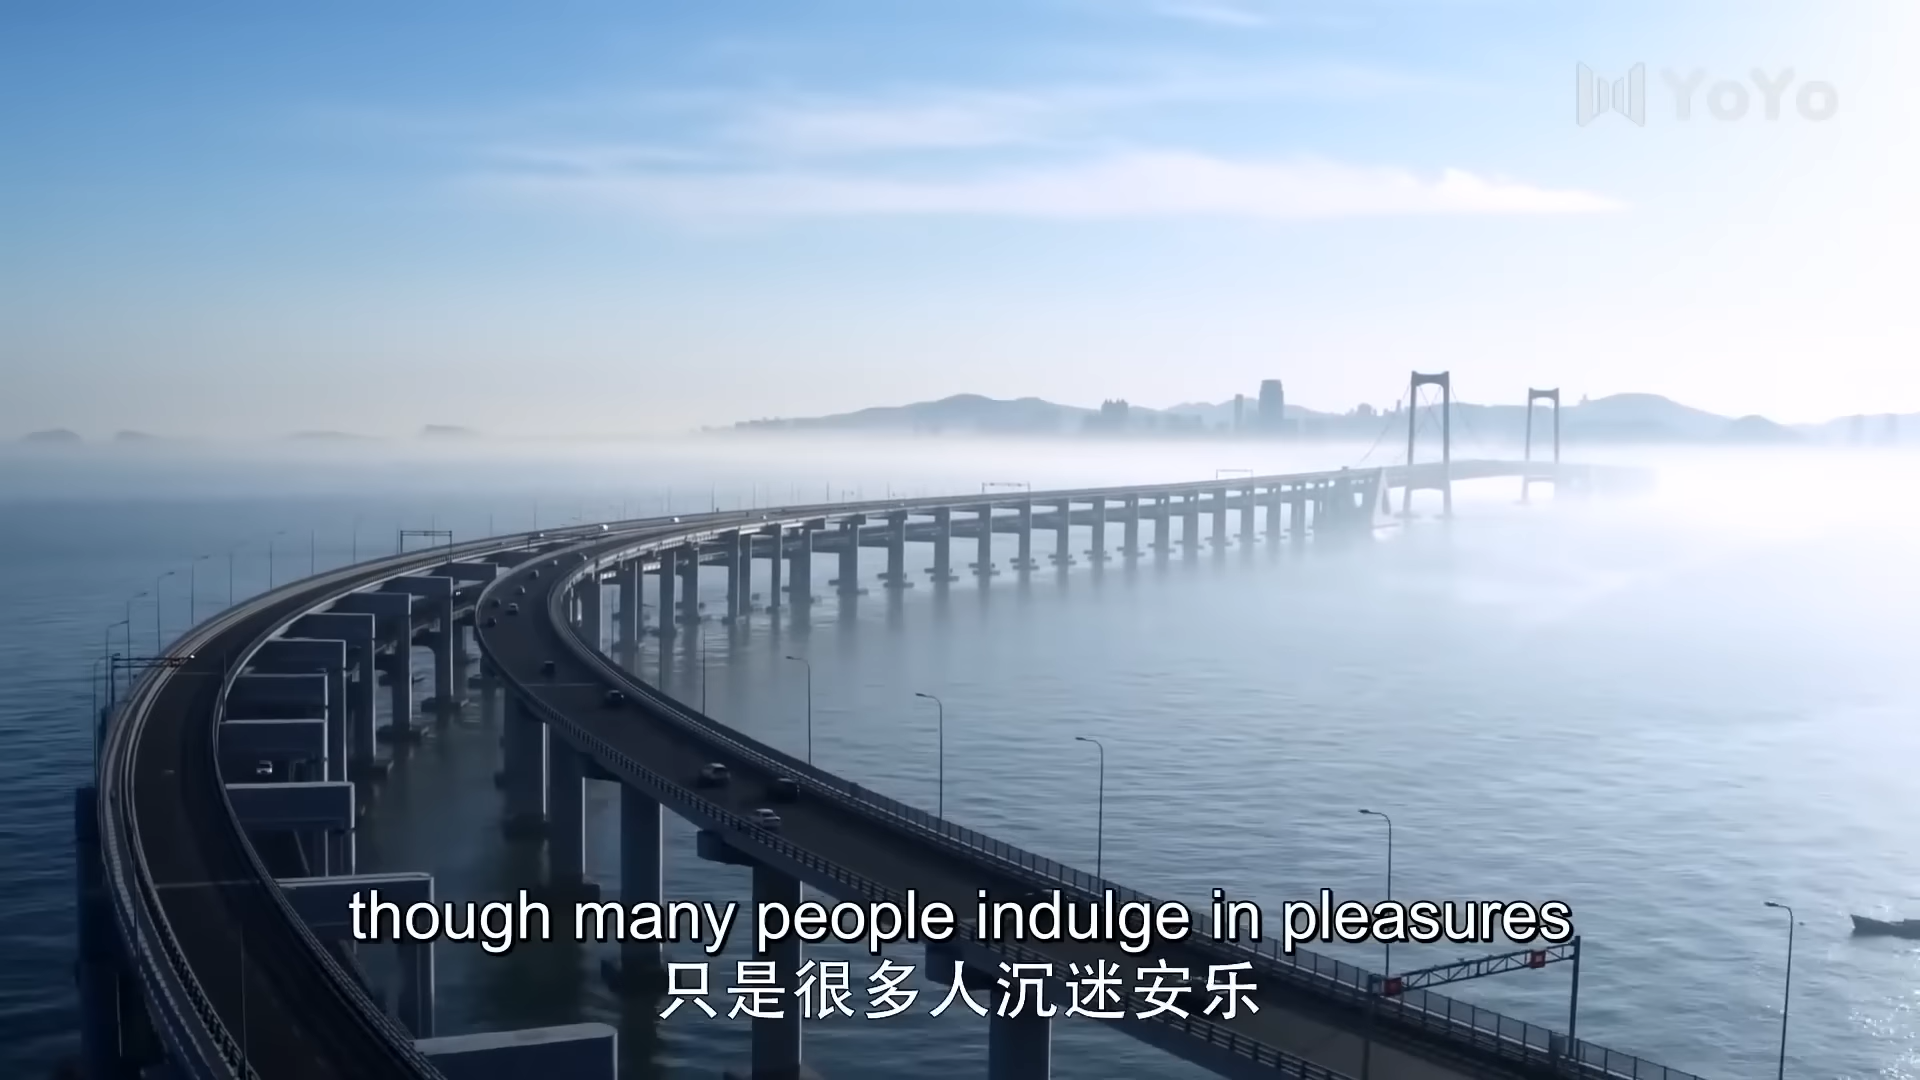 YoYo
though many people indulge in pleasures
只是很多人沉迷安乐